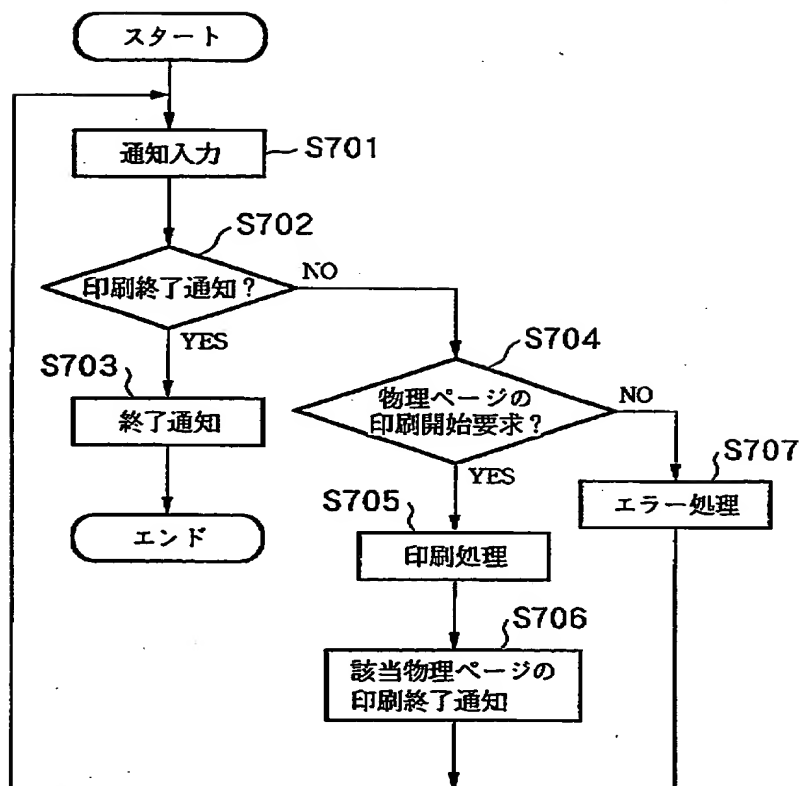 スタート
通知入力
S701
S702
印刷終了通知?
NO
YES
S703
終了通知
エンド
S704
物理ページの
印刷開始要求?
NO
YES
S705
印刷処理
S706
該当物理ページの
印刷終了通知
S707
エラー処理